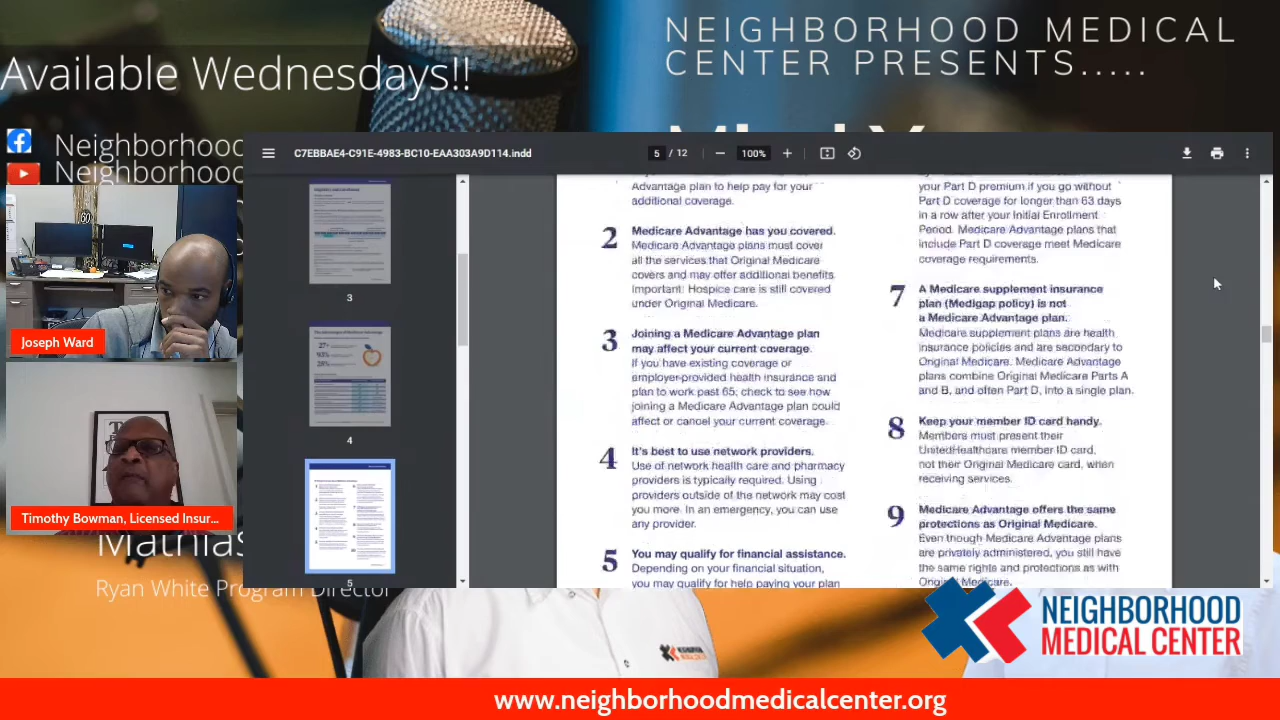 NEIGHBORHOOD MEDICAL
CENTER PRESENTS.....
Available Wednesdays!!
Neighborhood
Neighborhood
C7EBBAE4-C91E-4983-BC10-EAA303A9D114.indd
5 / 12
100%
3
4
5
60
Joseph Ward
Timothy Bowman, Licensed Insur...
Mathias
Ryan White Program Director
Advantage plan to help pay for your
additional coverage.
2 Medicare Advantage has you covered.
Medicare Advantage plans must cover
all the services that Original Medicare
covers and may offer additional benefits
important! Hospice care is still covered
under Original Medicare.
3 Joining a Medicare Advantage plan
may affect your current coverage.
If you have existing coverage or
employer-provided health insurance and
plan to work past 65, check to see how
joining a Medicare Advantage plan could
affect or cancel your current coverage.
4 It's best to use network providers.
Use of network health care and pharmacy
providers is typically required. Using
providers outside of the network may cost
you more. In an emergency, you can use
any provider.
5 You may qualify for financial assistance.
Depending on your financial situation,
you may qualify for help paying your plan
your Part D premium if you go without
Part D coverage for longer than 63 days
in a row after your Initial Enrollment
Period. Medicare Advantage plans that
include Part D coverage meet Medicare
coverage requirements.
7 A Medicare supplement insurance
plan (Medigap policy) is not
a Medicare Advantage plan.
Medicare supplement plans are health
insurance policies and are secondary to
Original Medicare. Medicare Advantage
plans combine Original Medicare Parts A
and B, and often Part D, into a single plan.
8 Keep your member ID card handy.
Members must present their
UnitedHealthcare member ID card,
not their Original Medicare card, when
receiving services.
9 Medicare Advantage offers the same
protections as Original Medicare.
Even though Medicare Advantage plans
are privately administered, you still have
the same rights and protections as with
Original Medicare.
NEIGHBORHOOD
MEDICAL CENTER
www.neighborhoodmedicalcenter.org